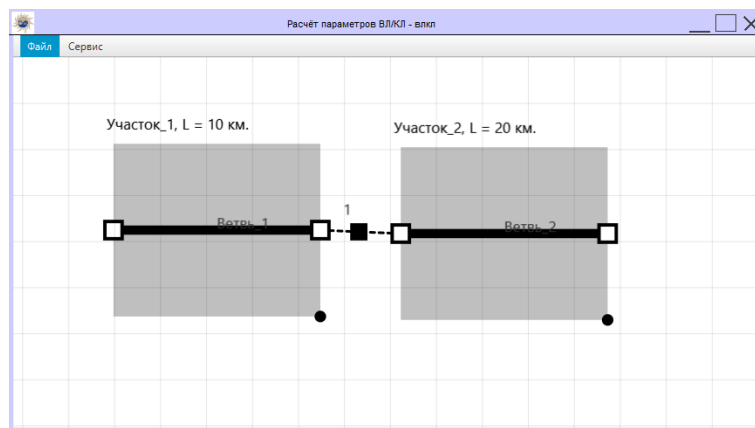 Расчёт параметров ВЛ/КЛ - влкл
Файл Сервис
Участок_1, L = 10 км.
Участок_2, L = 20 км.
1
Ветвь_1
Ветвь_2